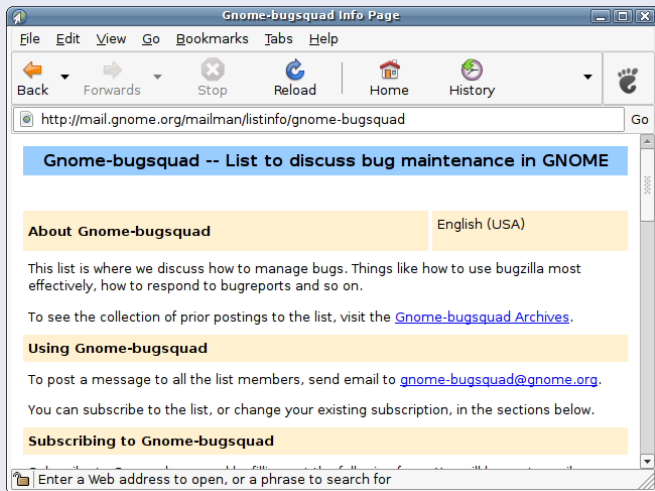 Gnome-bugsquad Info Page
File Edit View Go Bookmarks Tabs Help
Back Forwards Stop Reload Home History
http://mail.gnome.org/mailman/listinfo/gnome-bugsquad Go
Gnome-bugsquad -- List to discuss bug maintenance in GNOME
About Gnome-bugsquad English (USA)
This list is where we discuss how to manage bugs. Things like how to use bugzilla most
effectively, how to respond to bugreports and so on.
To see the collection of prior postings to the list, visit the Gnome-bugsquad Archives.
Using Gnome-bugsquad
To post a message to all the list members, send email to gnome-bugsquad@gnome.org.
You can subscribe to the list, or change your existing subscription, in the sections below.
Subscribing to Gnome-bugsquad
Enter a Web address to open, or a phrase to search for